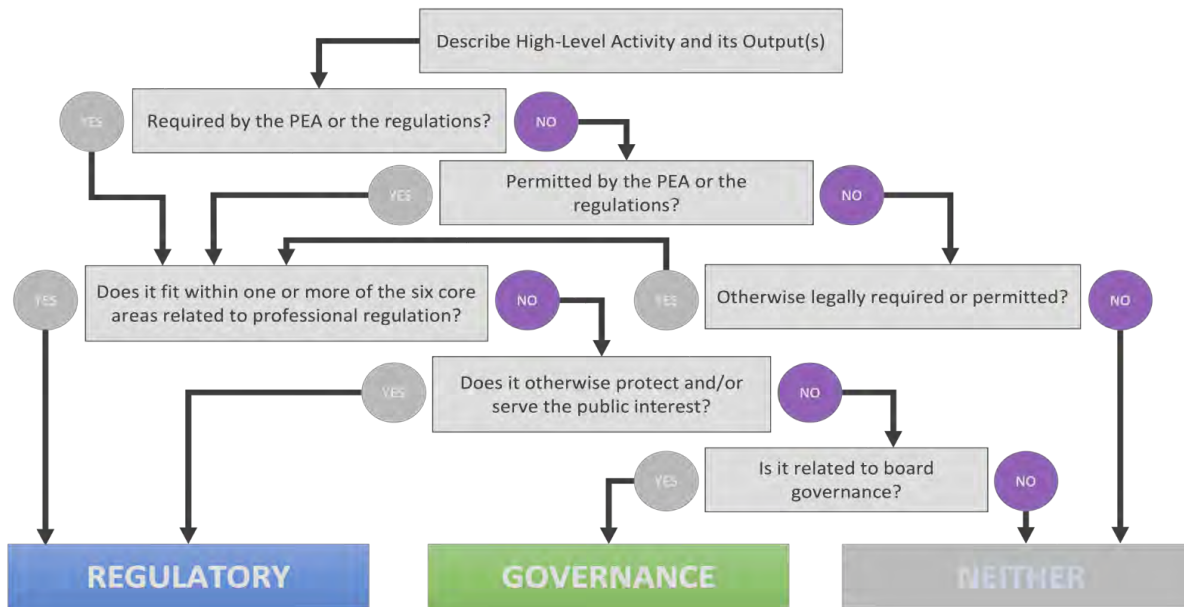 Describe High-Level Activity and its Output(s)
YES
Required by the PEA or the regulations?
NO
YES
Permitted by the PEA or the
regulations?
NO
YES
Does it fit within one or more of the six core
areas related to professional regulation?
NO
YES
Otherwise legally required or permitted?
NO
YES
Does it otherwise protect and/or
serve the public interest?
NO
YES
Is it related to board
governance?
NO
REGULATORY
GOVERNANCE
NEITHER